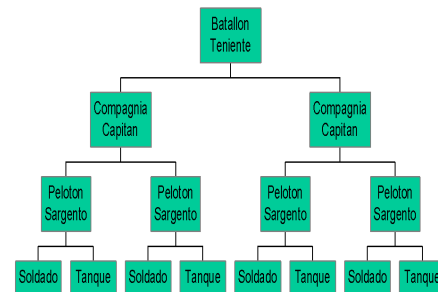 Batallon
Teniente
Compagnia
Capitan
Compagnia
Capitan
Peloton
Sargento
Peloton
Sargento
Peloton
Sargento
Peloton
Sargento
Soldado
Tanque
Soldado
Tanque
Soldado
Tanque
Soldado
Tanque